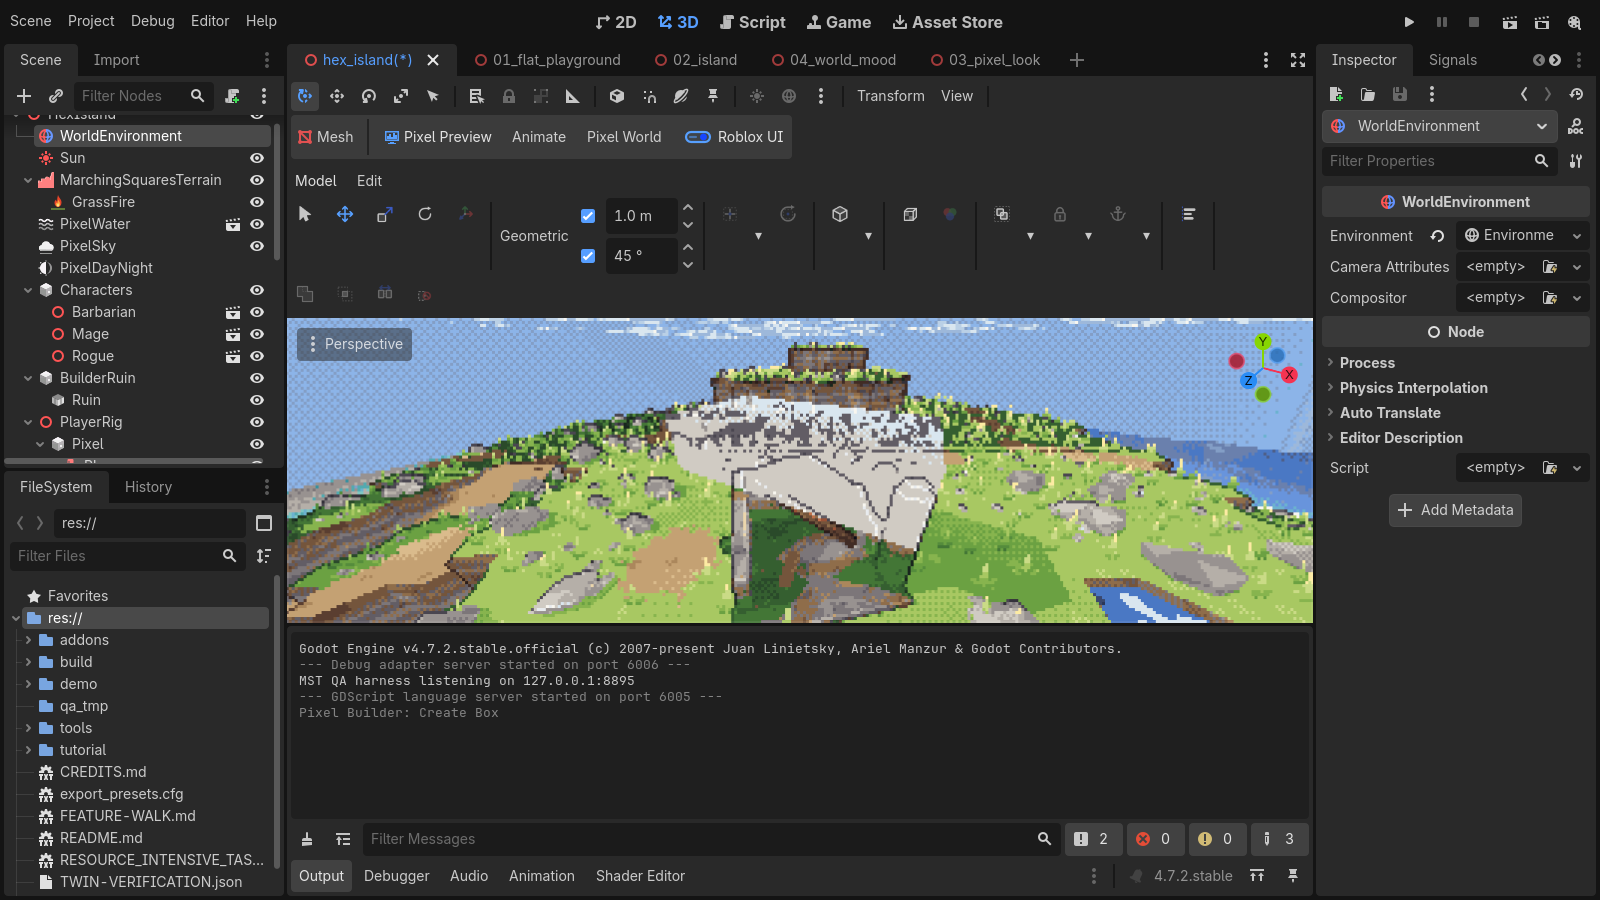 Scene Project Debug Editor Help
2D 3D Script Game Asset Store
Scene Import
hex_island(*) 01_flat_playground 02_island 04_world_mood 03_pixel_look
Inspector Signals
Filter Nodes
Transform View
HexIsland
WorldEnvironment
Sun
MarchingSquaresTerrain
GrassFire
PixelWater
PixelSky
PixelDayNight
Characters
Barbarian
Mage
Rogue
BuilderRuin
Ruin
PlayerRig
Pixel
Mesh Pixel Preview Animate Pixel World Roblox UI
Model Edit
Geometric
1.0 m
45 °
Perspective
Y
X
Z
WorldEnvironment
DOC
Filter Properties
WorldEnvironment
Environment Environme
Camera Attributes <empty>
Compositor <empty>
Node
Process
Physics Interpolation
Auto Translate
Editor Description
Script <empty>
Add Metadata
FileSystem History
res://
Filter Files
Favorites
res://
addons
build
demo
qa_tmp
tools
tutorial
CREDITS.md
export_presets.cfg
FEATURE-WALK.md
README.md
RESOURCE_INTENSIVE_TAS...
TWIN-VERIFICATION.json
Godot Engine v4.7.2.stable.official (c) 2007-present Juan Linietsky, Ariel Manzur & Godot Contributors.
--- Debug adapter server started on port 6006 ---
MST QA harness listening on 127.0.0.1:8895
--- GDScript language server started on port 6005 ---
Pixel Builder: Create Box
Filter Messages
2 0 0 3
Output Debugger Audio Animation Shader Editor
4.7.2.stable